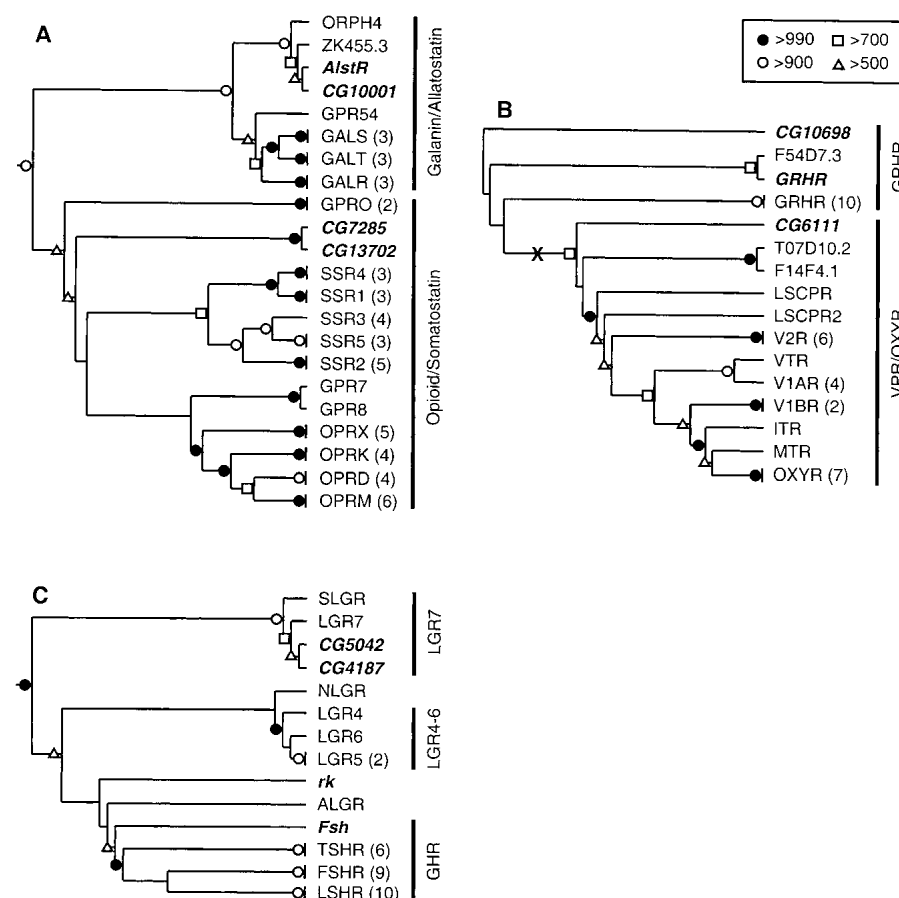 A
ORPH4
ZK455.3
AlstR
CG10001
GPR54
GALS (3)
GALT (3)
GALR (3)
GPRO (2)
CG7285
CG13702
SSR4 (3)
SSR1 (3)
SSR3 (4)
SSR5 (3)
SSR2 (5)
GPR7
GPR8
OPRX (5)
OPRK (4)
OPRD (4)
OPRM (6)
Galanin/Allatostatin
Opioid/Somatostatin
>990 >700
>900 >500
B
CG10698
F54D7.3
GRHR
GRHR (10)
CG6111
T07D10.2
F14F4.1
LSCPR
LSCPR2
V2R (6)
VTR
V1AR (4)
V1BR (2)
ITR
MTR
OXYR (7)
X
GRHR
VPR/OXYR
C
SLGR
LGR7
CG5042
CG4187
NLGR
LGR4
LGR6
LGR5 (2)
rk
ALGR
Fsh
TSHR (6)
FSHR (9)
LSHR (10)
LGR7
LGR4-6
GHR